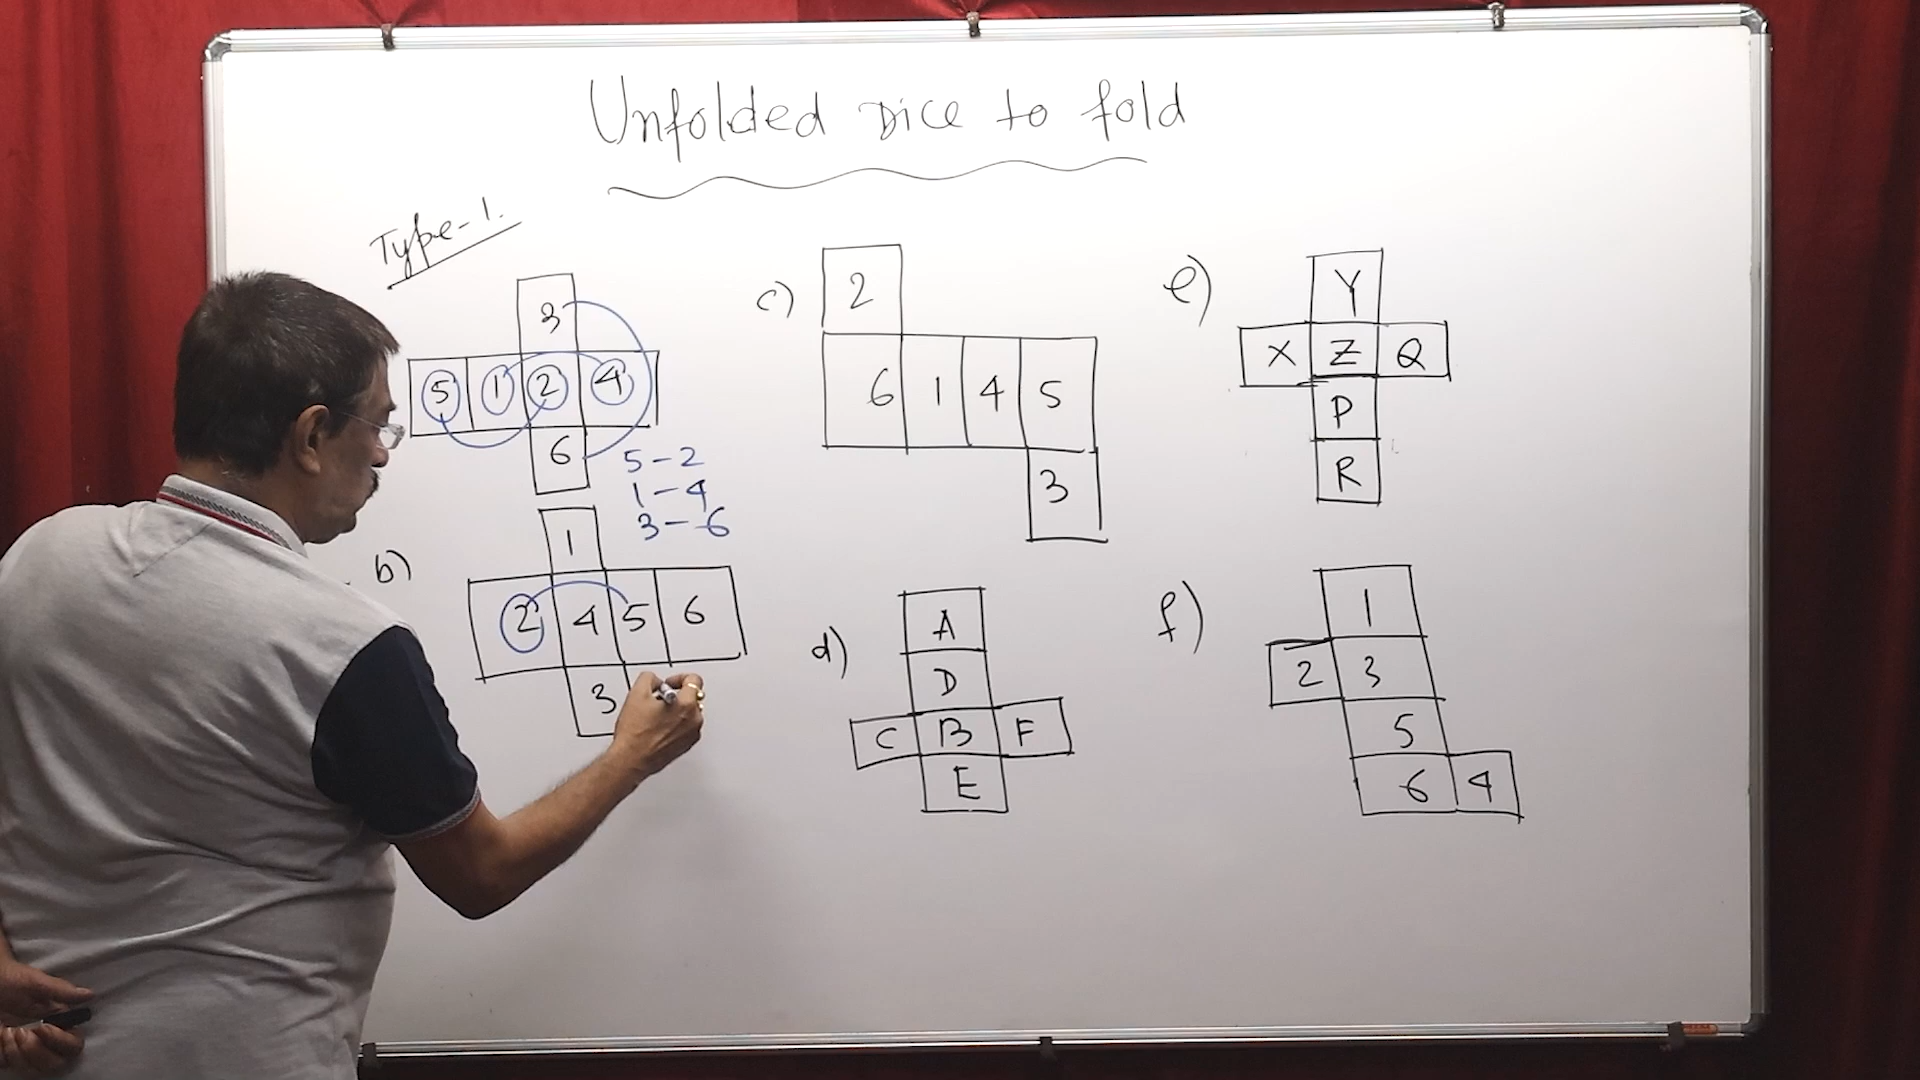 Unfolded Dice to fold
Type-1.
3
5 1 2 4
6
5-2
1-4
3-6
b)
1
2 4 5 6
3
c)
2
6 1 4 5
3
d)
A
D
C B F
E
e)
Y
X Z Q
P
R
f)
1
2 3
5
6 4